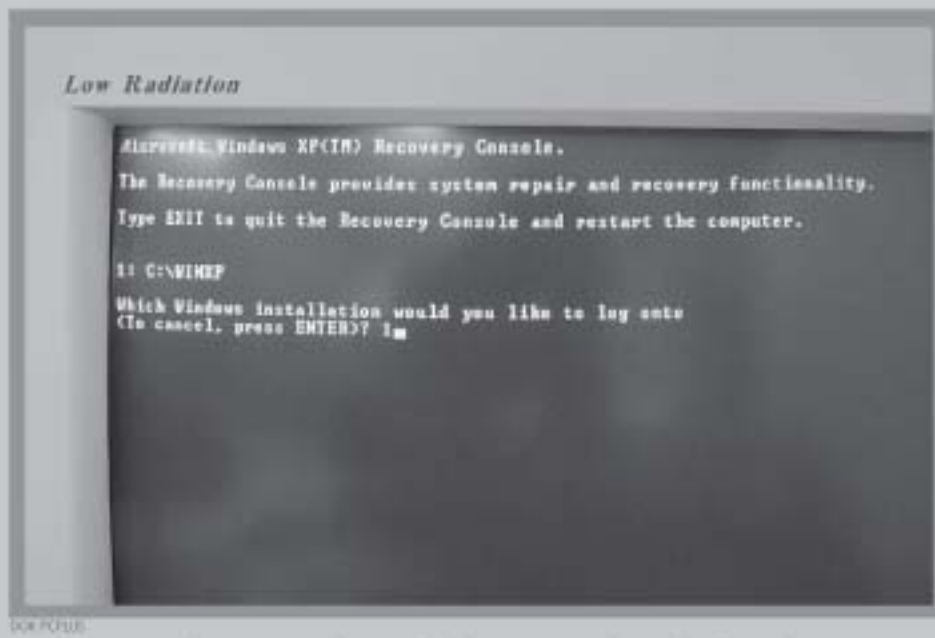 Low Radiation
Microsoft Windows XP(TM) Recovery Console.
The Recovery Console provides system repair and recovery functionality.
Type EXIT to quit the Recovery Console and restart the computer.
1: C:\WINXP
Which Windows installation would you like to log onto
(To cancel, press ENTER)? 1